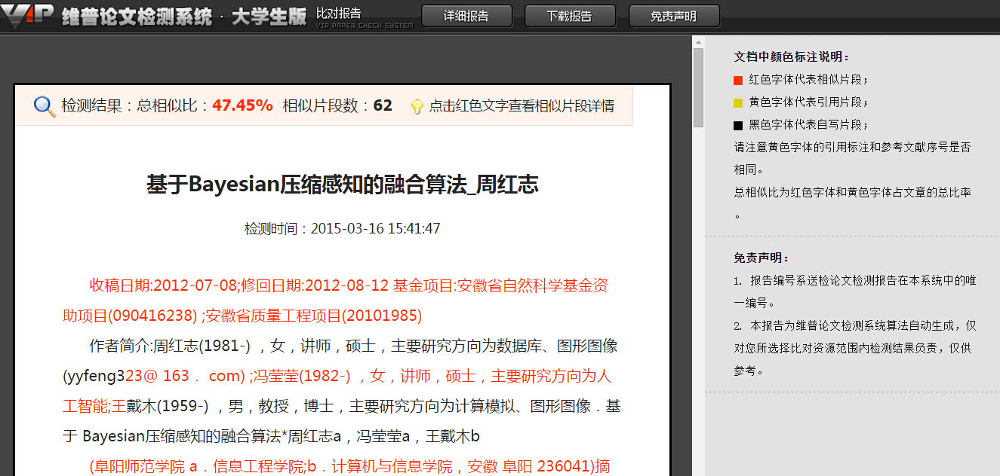 VIP 维普论文检测系统 · 大学生版 比对报告
VIP PAPER CHECK SYSTEM
详细报告 下载报告 免责声明
检测结果：总相似比：47.45% 相似片段数：62 点击红色文字查看相似片段详情
基于Bayesian压缩感知的融合算法_周红志
检测时间：2015-03-16 15:41:47
收稿日期:2012-07-08;修回日期:2012-08-12 基金项目:安徽省自然科学基金资
助项目(090416238) ;安徽省质量工程项目(20101985)
作者简介:周红志(1981-) ，女，讲师，硕士，主要研究方向为数据库、图形图像
(yyfeng323@ 163． com) ;冯莹莹(1982-) ，女，讲师，硕士，主要研究方向为人
工智能;王戴木(1959-) ，男，教授，博士，主要研究方向为计算模拟、图形图像．基
于 Bayesian压缩感知的融合算法*周红志a，冯莹莹a，王戴木b
(阜阳师范学院 a．信息工程学院;b．计算机与信息学院，安徽 阜阳 236041)摘
文档中颜色标注说明：
红色字体代表相似片段；
黄色字体代表引用片段；
黑色字体代表自写片段；
请注意黄色字体的引用标注和参考文献序号是否
相同。
总相似比为红色字体和黄色字体占文章的总比率
。
免责声明：
1. 报告编号系送检论文检测报告在本系统中的唯
一编号。
2. 本报告为维普论文检测系统算法自动生成，仅
对您所选择比对资源范围内检测结果负责，仅供
参考。